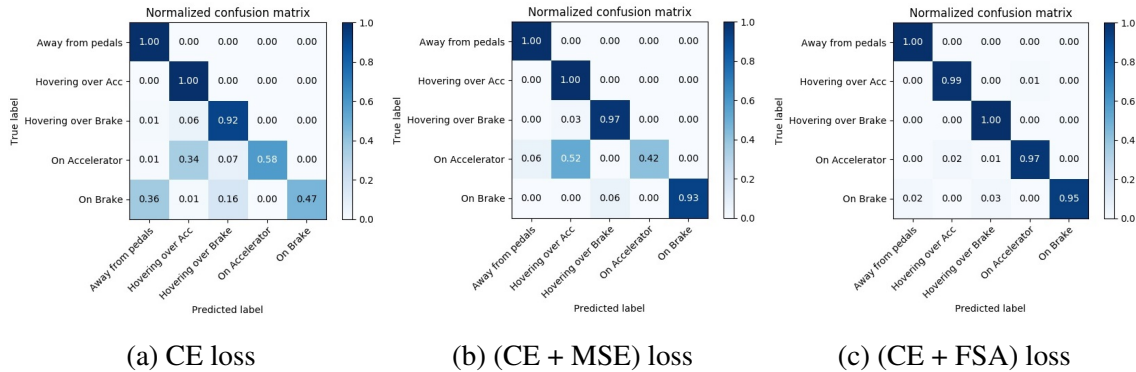 Normalized confusion matrix
True label
Away from pedals 1.00 0.00 0.00 0.00 0.00
Hovering over Acc 0.00 1.00 0.00 0.00 0.00
Hovering over Brake 0.01 0.06 0.92 0.00 0.00
On Accelerator 0.01 0.34 0.07 0.58 0.00
On Brake 0.36 0.01 0.16 0.00 0.47
Away from pedals
Hovering over Acc
Hovering over Brake
On Accelerator
On Brake
Predicted label
1.0
0.8
0.6
0.4
0.2
0.0
(a) CE loss
Normalized confusion matrix
True label
Away from pedals 1.00 0.00 0.00 0.00 0.00
Hovering over Acc 0.00 1.00 0.00 0.00 0.00
Hovering over Brake 0.00 0.03 0.97 0.00 0.00
On Accelerator 0.06 0.52 0.00 0.42 0.00
On Brake 0.00 0.00 0.06 0.00 0.93
Away from pedals
Hovering over Acc
Hovering over Brake
On Accelerator
On Brake
Predicted label
1.0
0.8
0.6
0.4
0.2
0.0
(b) (CE + MSE) loss
Normalized confusion matrix
True label
Away from pedals 1.00 0.00 0.00 0.00 0.00
Hovering over Acc 0.00 0.99 0.00 0.01 0.00
Hovering over Brake 0.00 0.00 1.00 0.00 0.00
On Accelerator 0.00 0.02 0.01 0.97 0.00
On Brake 0.02 0.00 0.03 0.00 0.95
Away from pedals
Hovering over Acc
Hovering over Brake
On Accelerator
On Brake
Predicted label
1.0
0.8
0.6
0.4
0.2
0.0
(c) (CE + FSA) loss